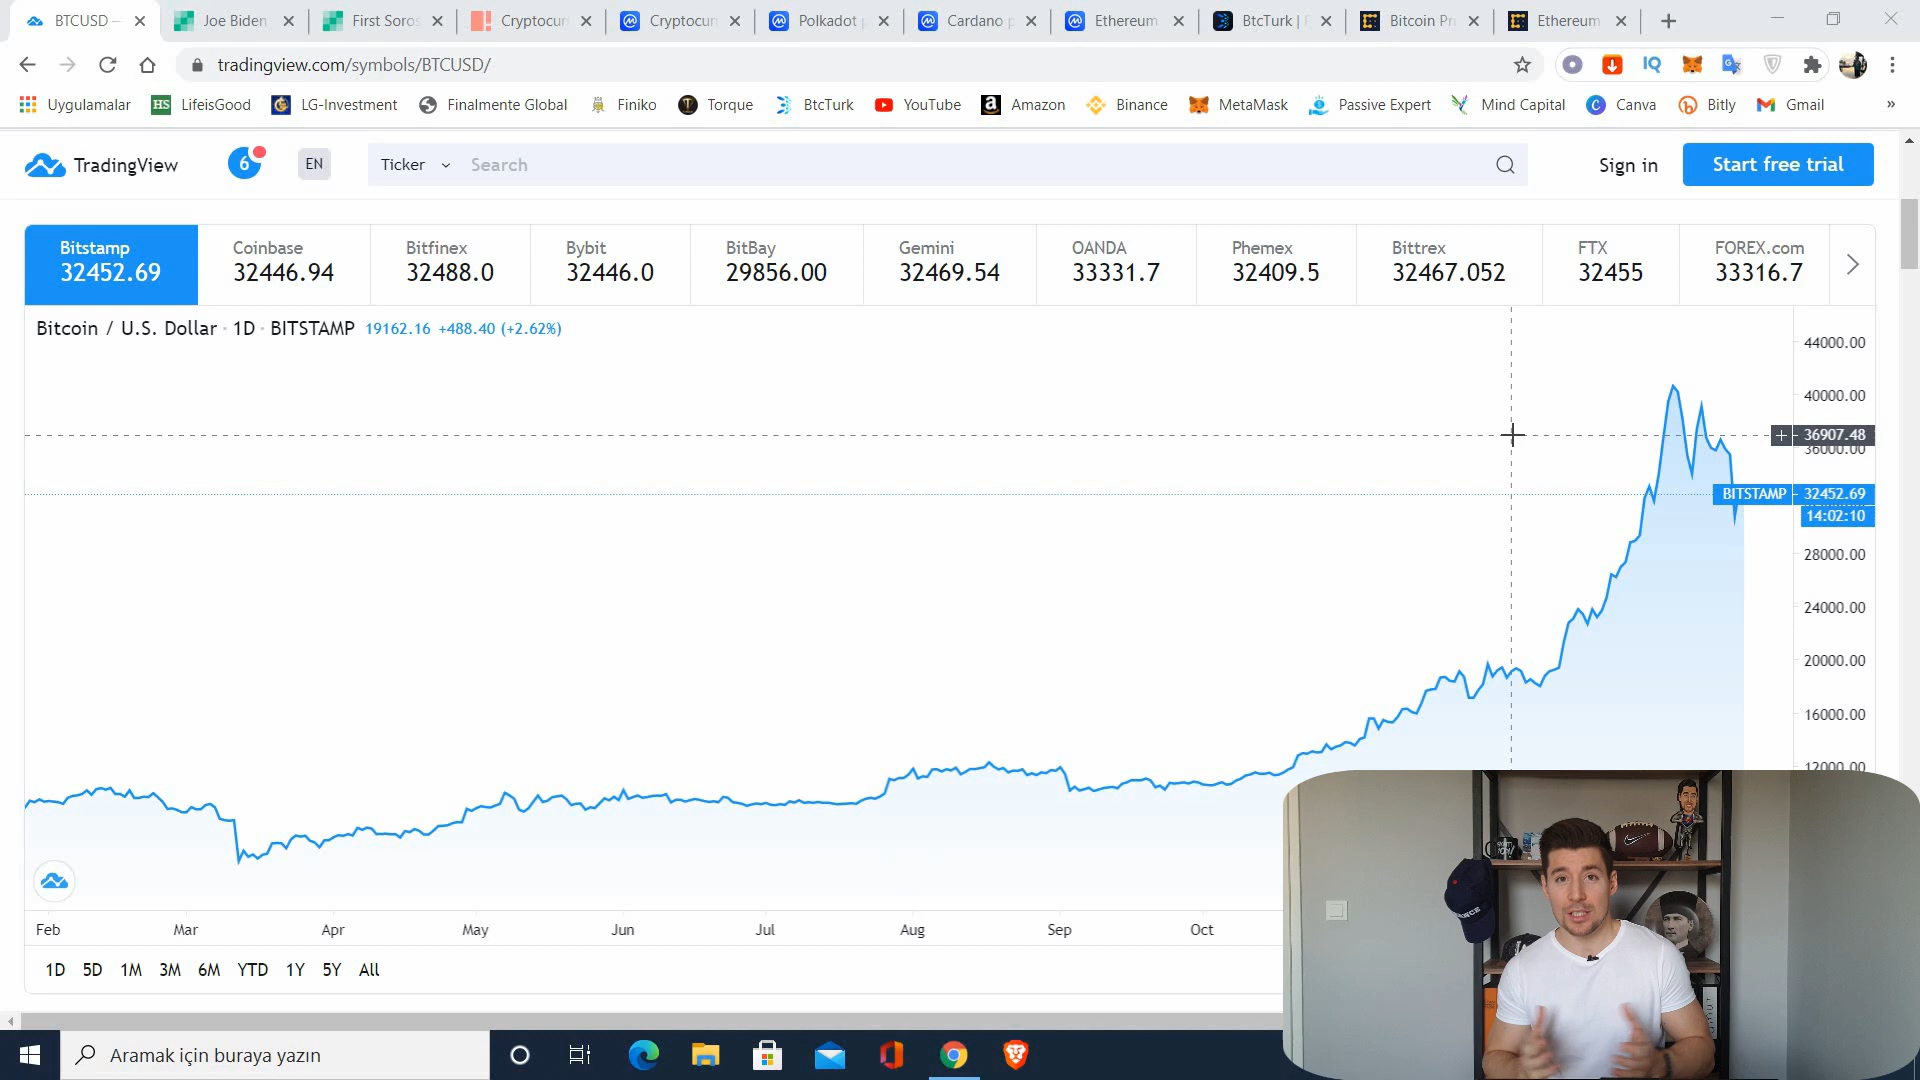 BTCUSD –
Joe Biden
First Soros
Cryptocur
Cryptocur
Polkadot p
Cardano p
Ethereum
BtcTurk | P
Bitcoin Pr
Ethereum
tradingview.com/symbols/BTCUSD/
IQ
Uygulamalar
HS LifeisGood
LG-Investment
Finalmente Global
Finiko
Torque
BtcTurk
YouTube
Amazon
Binance
MetaMask
Passive Expert
Mind Capital
Canva
Bitly
Gmail
»
TradingView
6
EN
Ticker
Search
Sign in
Start free trial
Bitstamp
32452.69
Coinbase
32446.94
Bitfinex
32488.0
Bybit
32446.0
BitBay
29856.00
Gemini
32469.54
OANDA
33331.7
Phemex
32409.5
Bittrex
32467.052
FTX
32455
FOREX.com
33316.7
Bitcoin / U.S. Dollar · 1D · BITSTAMP 19162.16 +488.40 (+2.62%)
44000.00
40000.00
36907.48
36000.00
BITSTAMP 32452.69
14:02:10
28000.00
24000.00
20000.00
16000.00
12000.00
Feb Mar Apr May Jun Jul Aug Sep Oct
1D 5D 1M 3M 6M YTD 1Y 5Y All
Aramak için buraya yazın